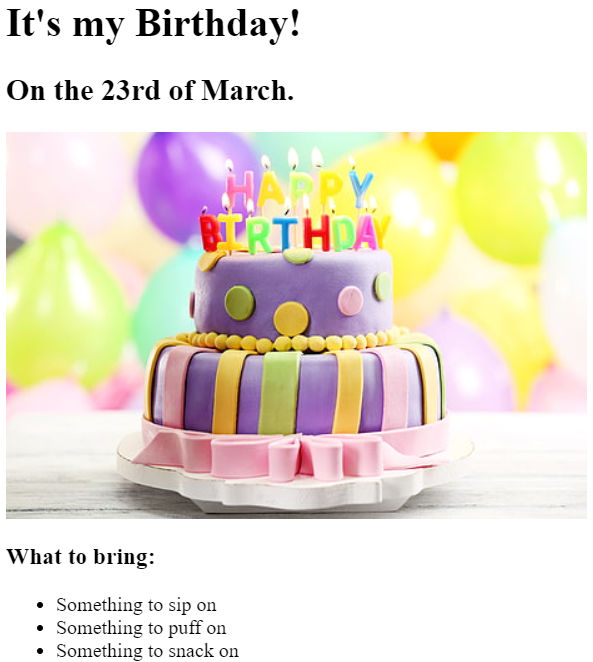 It's my Birthday!
On the 23rd of March.
HAPPY
BIRTHDAY
What to bring:
Something to sip on
Something to puff on
Something to snack on